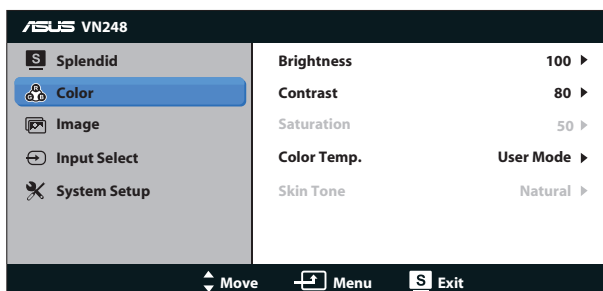 ASUS VN248
S Splendid
Color
Image
Input Select
System Setup
Brightness 100
Contrast 80
Saturation 50
Color Temp. User Mode
Skin Tone Natural
Move Menu S Exit